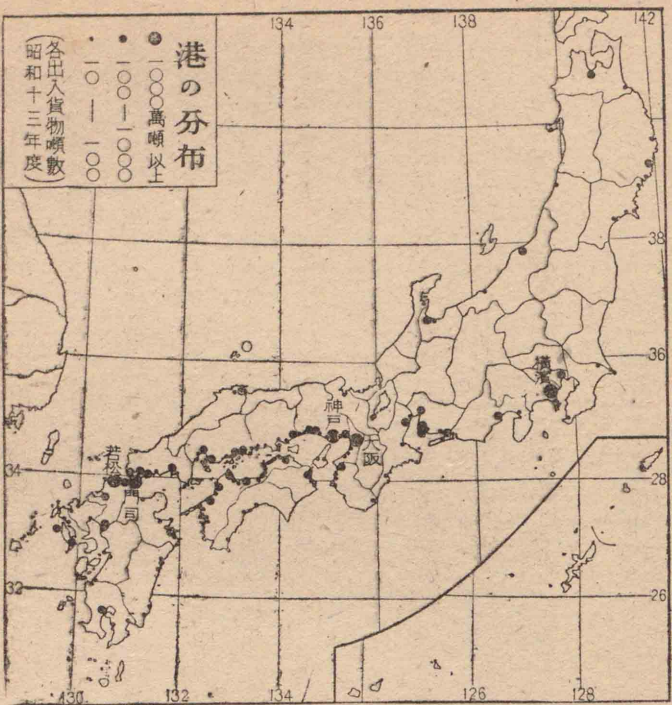 港の分布
一〇〇〇萬噸以上
一〇〇—一〇〇〇
一〇—一〇〇
(各出入貨物噸數
昭和十三年度)
134
136
138
142
38
36
横濱
神戸
大阪
若松
門司
34
34
32
26
130
132
134
126
128